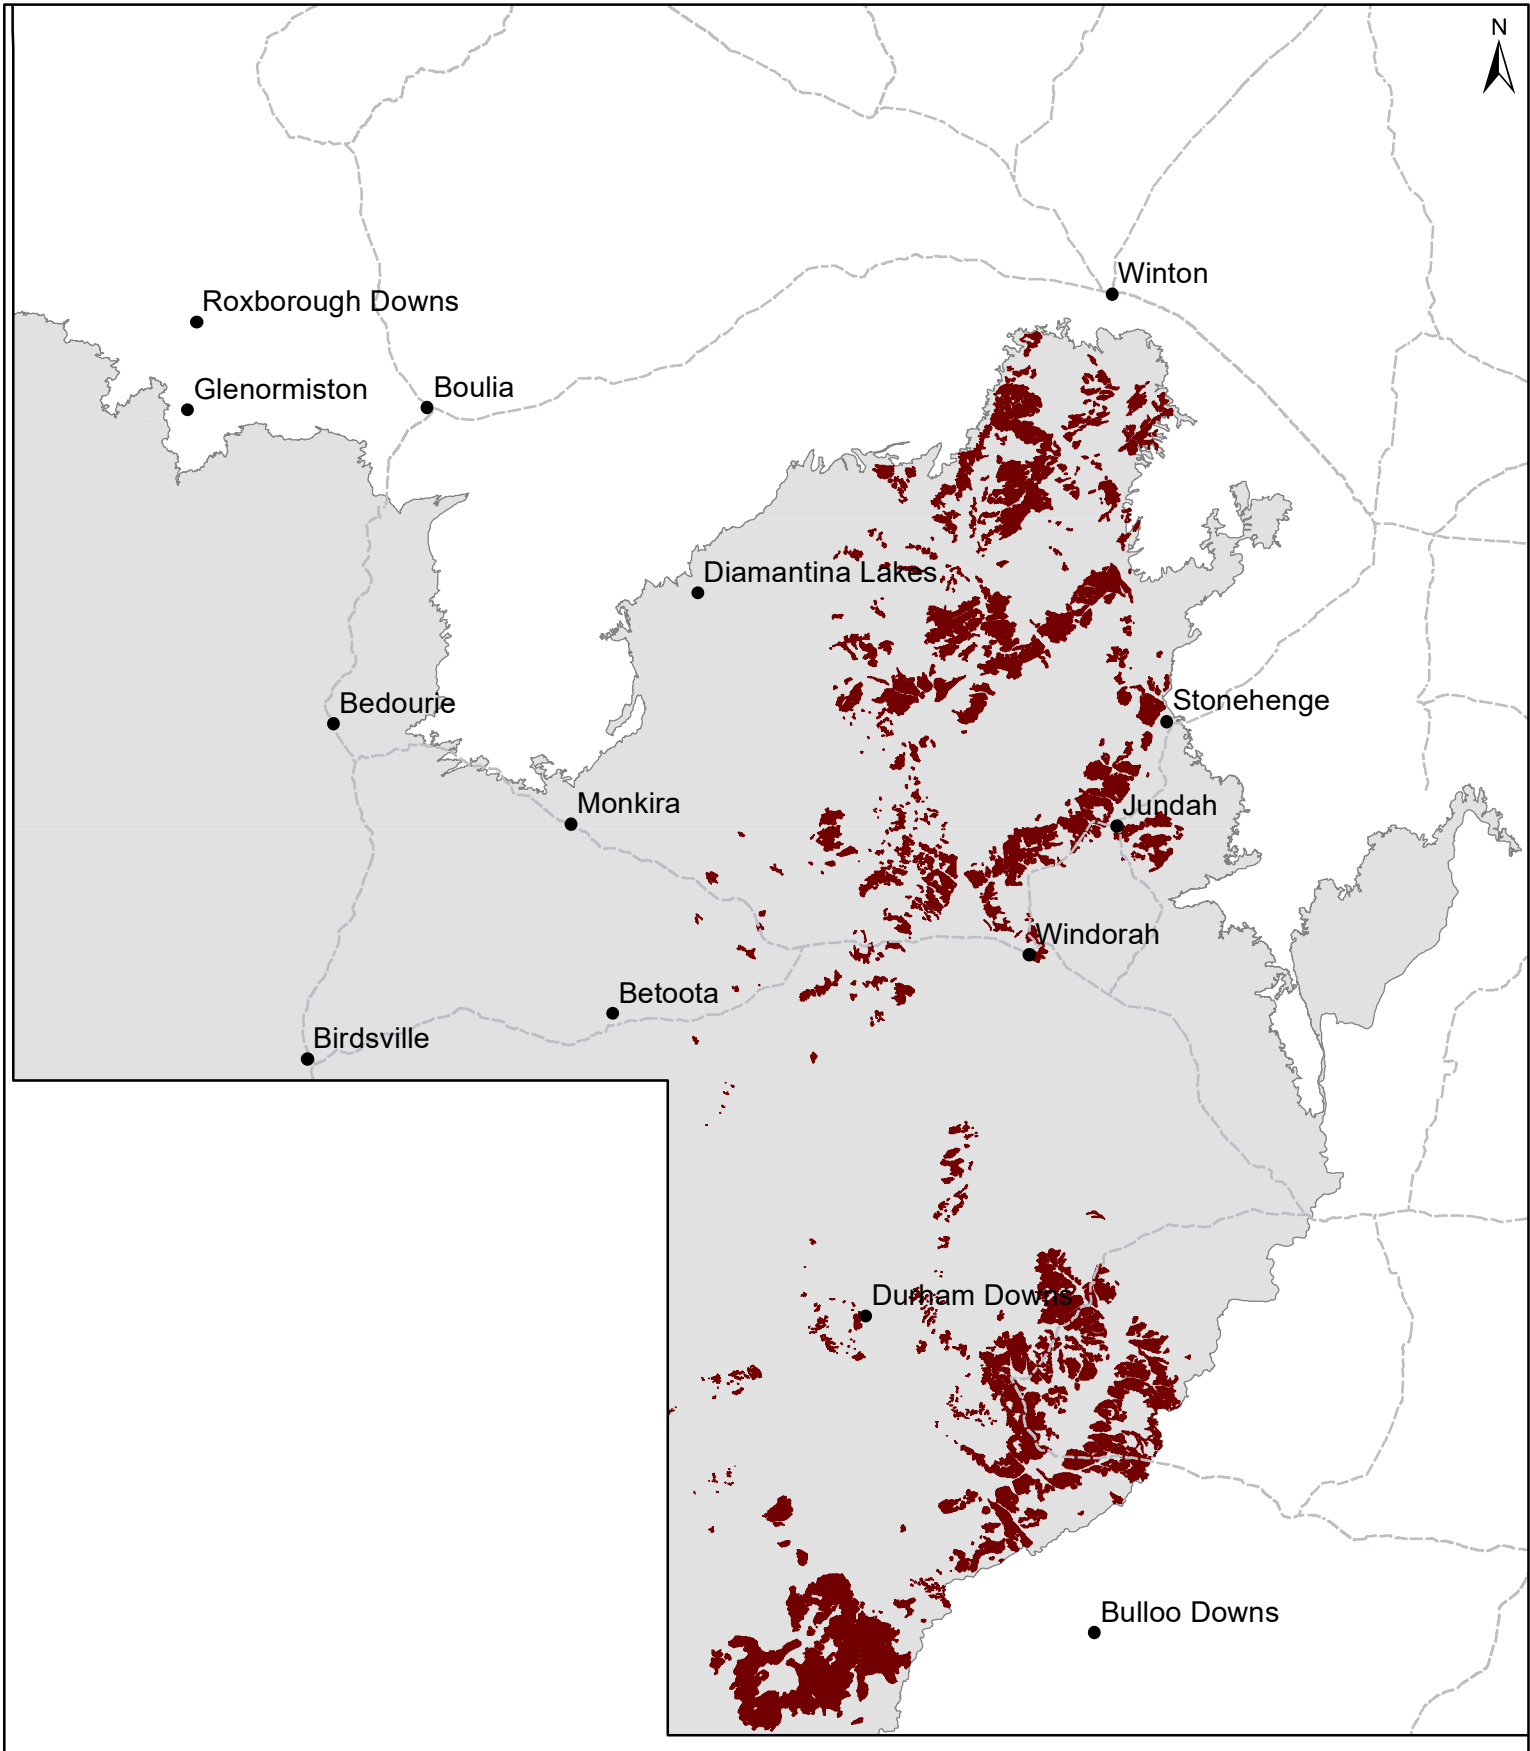 N
Winton
Roxborough Downs
Glenormiston
Boulia
Diamantina Lakes
Bedourie
Stonehenge
Monkira
Jundah
Windorah
Betoota
Birdsville
Durham Downs
Bulloo Downs